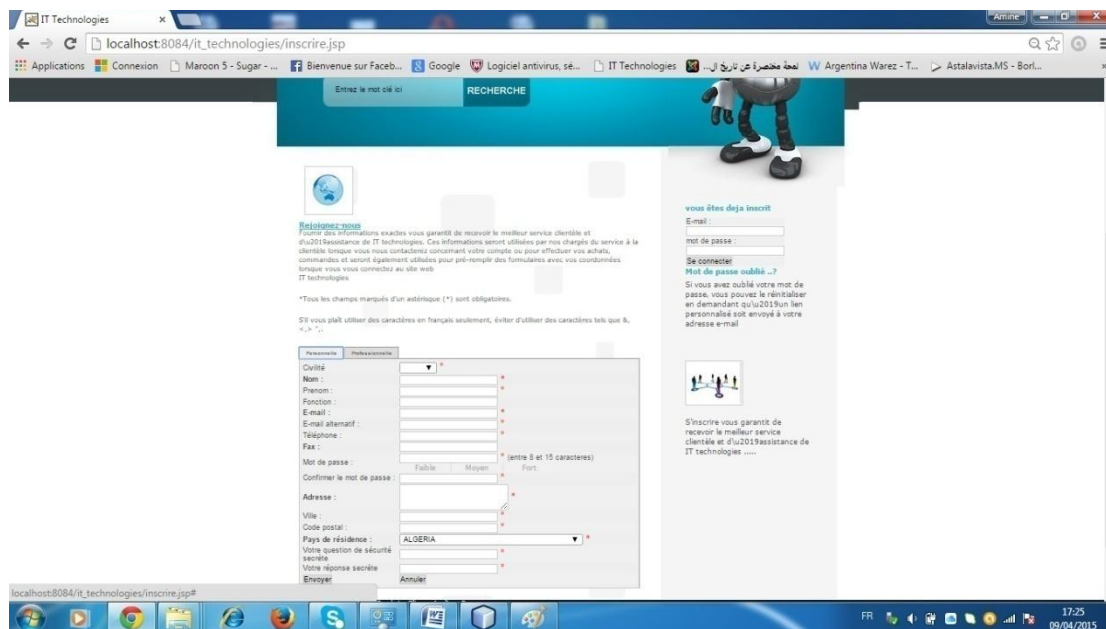 IT Technologies
Amine
localhost:8084/it_technologies/inscrire.jsp
Applications Connexion Maroon 5 - Sugar - ... Bienvenue sur Faceb... Google Logiciel antivirus, sé... IT Technologies لمحة مختصرة عن تاريخ ال... Argentina Warez - T... Astalavista.MS - Borl...
Entrez le mot clé ici
RECHERCHE
Rejoignez-nous
Fournir des informations exactes vous garantit de recevoir le meilleur service clientèle et
d\u2019assistance de IT technologies. Ces informations seront utilisées par nos chargés du service à la
clientèle lorsque vous nous contacterez concernant votre compte ou pour effectuer vos achats,
commandes et seront également utilisées pour pré-remplir des formulaires avec vos coordonnées
lorsque vous vous connectez au site web
IT technologies
*Tous les champs marqués d'un astérisque (*) sont obligatoires.
S'il vous plaît utiliser des caractères en français seulement, éviter d'utiliser des caractères tels que &,
<,> ",.
Personnelle Professionnelle
Civilité *
Nom : *
Prenom : *
Fonction :
E-mail : *
E-mail alternatif :
Téléphone : *
Fax :
Mot de passe : * (entre 8 et 15 caracteres)
Faible Moyen Fort
Confirmer le mot de passe : *
Adresse : *
Ville : *
Code postal : *
Pays de résidence : ALGERIA *
Votre question de sécurité
secrète *
Votre réponse secrète *
Envoyer Annuler
vous êtes deja inscrit
E-mail :
mot de passe :
Se connecter
Mot de passe oublié ..?
Si vous avez oublié votre mot de
passe, vous pouvez le réinitialiser
en demandant qu\u2019un lien
personnalisé soit envoyé à votre
adresse e-mail
S'inscrire vous garantit de
recevoir le meilleur service
clientèle et d\u2019assistance de
IT technologies .....
localhost:8084/it_technologies/inscrire.jsp#
FR
17:25
09/04/2015